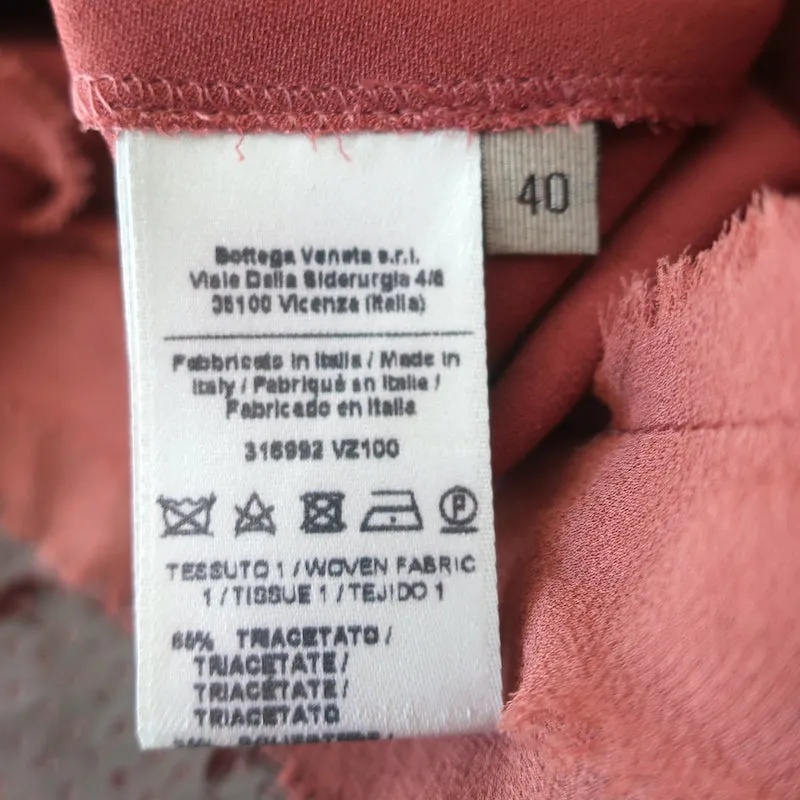 40
Bottega Veneta s.r.l.
Viale Della Siderurgia 4/6
36100 Vicenza (Italia)
Fabbricato in Italia / Made in
Italy / Fabriqué en Italie /
Fabricado en Italia
316992 VZ100
P
TESSUTO 1 / WOVEN FABRIC
1 / TISSUE 1 / TEJIDO 1
TRIACETATO /
TRIACETATE /
TRIACETATE /
TRIACETATO